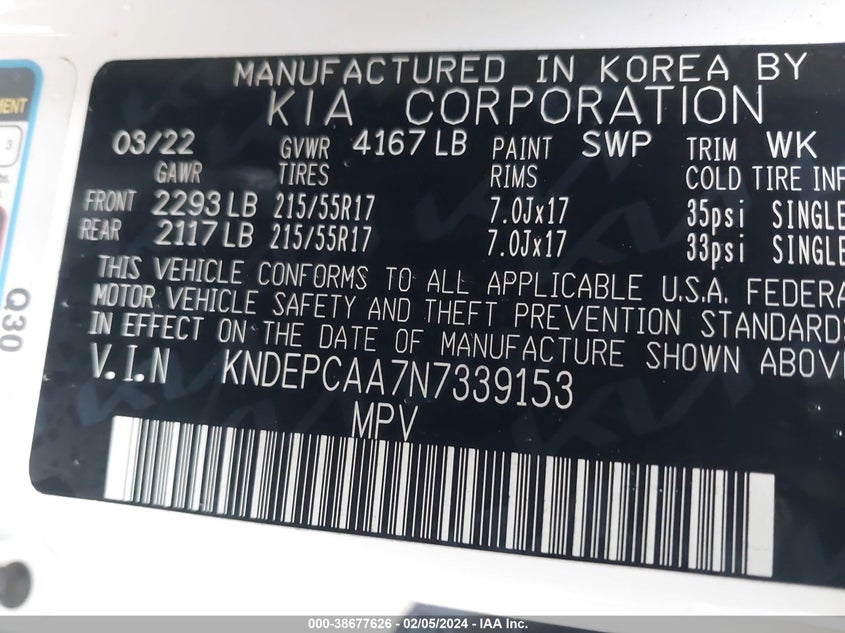 MANUFACTURED IN KOREA BY
KIA CORPORATION
03/22 GVWR 4167 LB PAINT SWP TRIM WK
GAWR TIRES RIMS COLD TIRE INF
FRONT 2293 LB 215/55R17 7.0Jx17 35psi SINGLE
REAR 2117 LB 215/55R17 7.0Jx17 33psi SINGLE
THIS VEHICLE CONFORMS TO ALL APPLICABLE U.S.A. FEDERA
MOTOR VEHICLE SAFETY AND THEFT PREVENTION STANDARDS
IN EFFECT ON THE DATE OF MANUFACTURE SHOWN ABOVE
V.I.N KNDEPCAA7N7339153
MPV
MENT
3
Q30
000-38677626 - 02/05/2024 - IAA Inc.